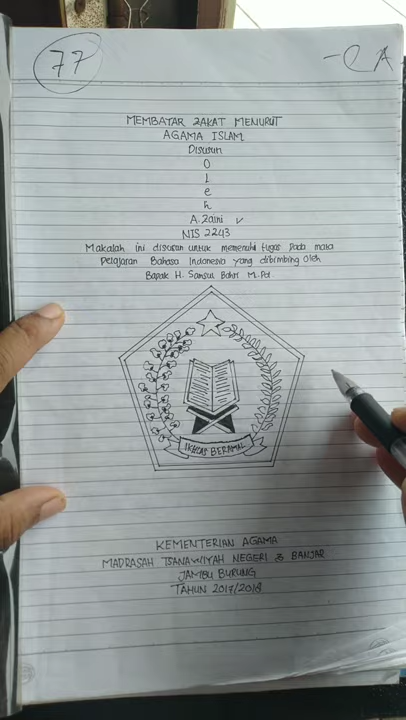 77
MEMBAYAR ZAKAT MENURUT
AGAMA ISLAM
Disusun
O
l
e
h
A. Zaini
NIS 2243
Makalah ini disusun untuk memenuhi tugas pada mata
Pelajaran Bahasa Indonesia yang dibimbing Oleh
Bapak H. Samsul Bahri M.Pd.
IKHLAS BERAMAL
KEMENTERIAN AGAMA
MADRASAH TSANAWIYAH NEGERI 3 BANJAR
JAMBU BURUNG
TAHUN 2017/2018